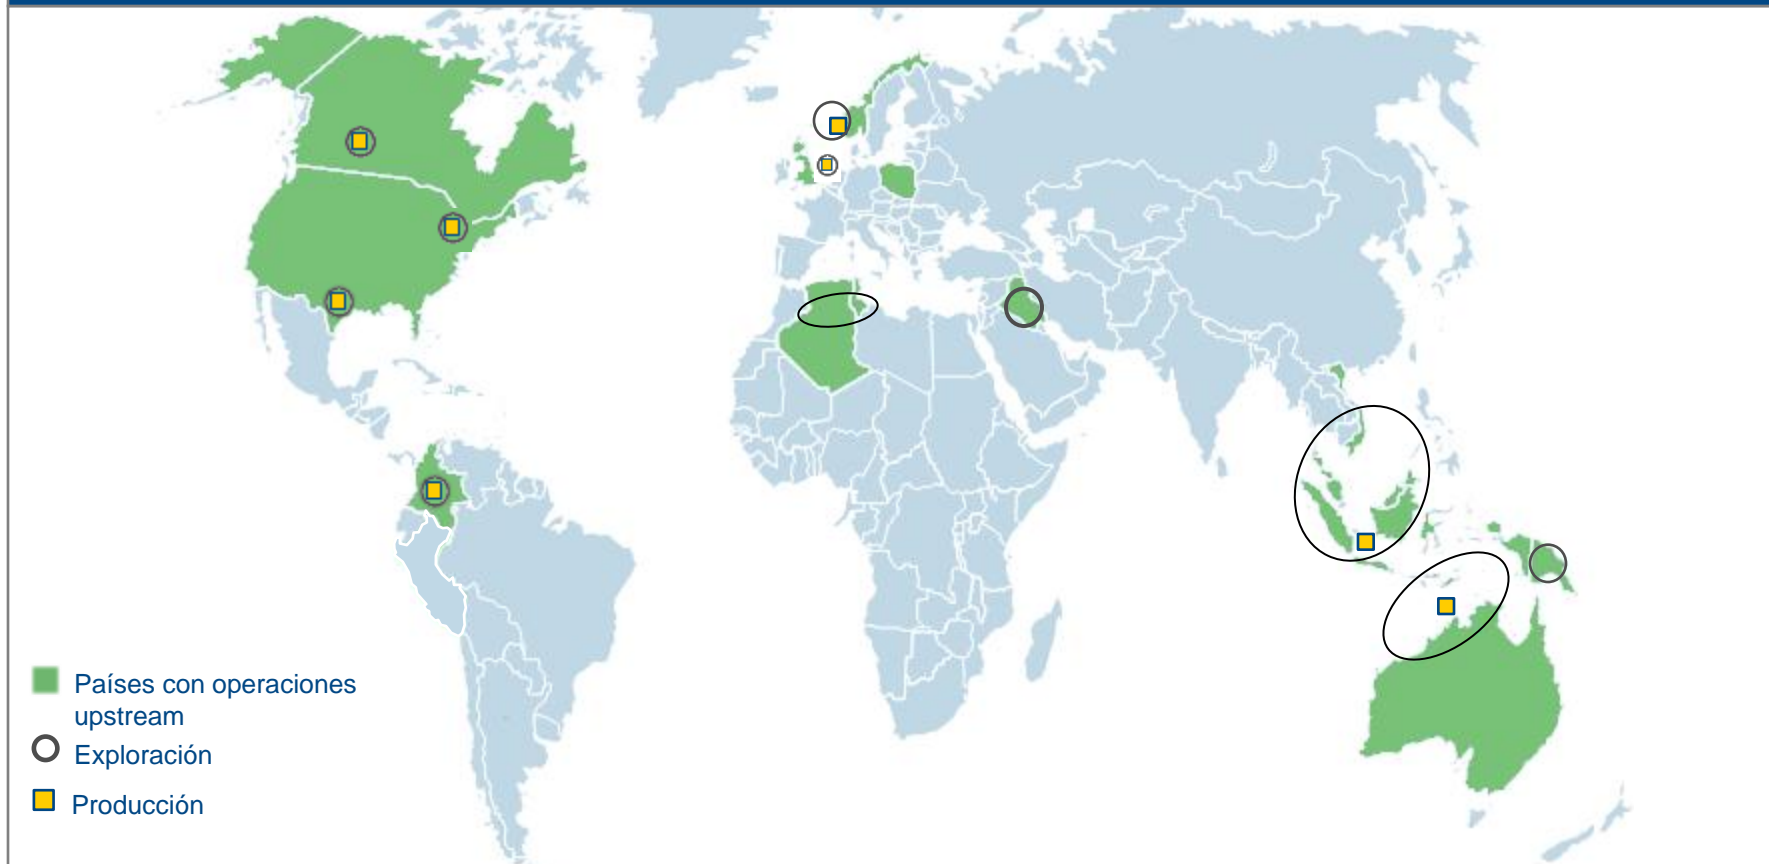 Países con operaciones
upstream
Exploración
Producción